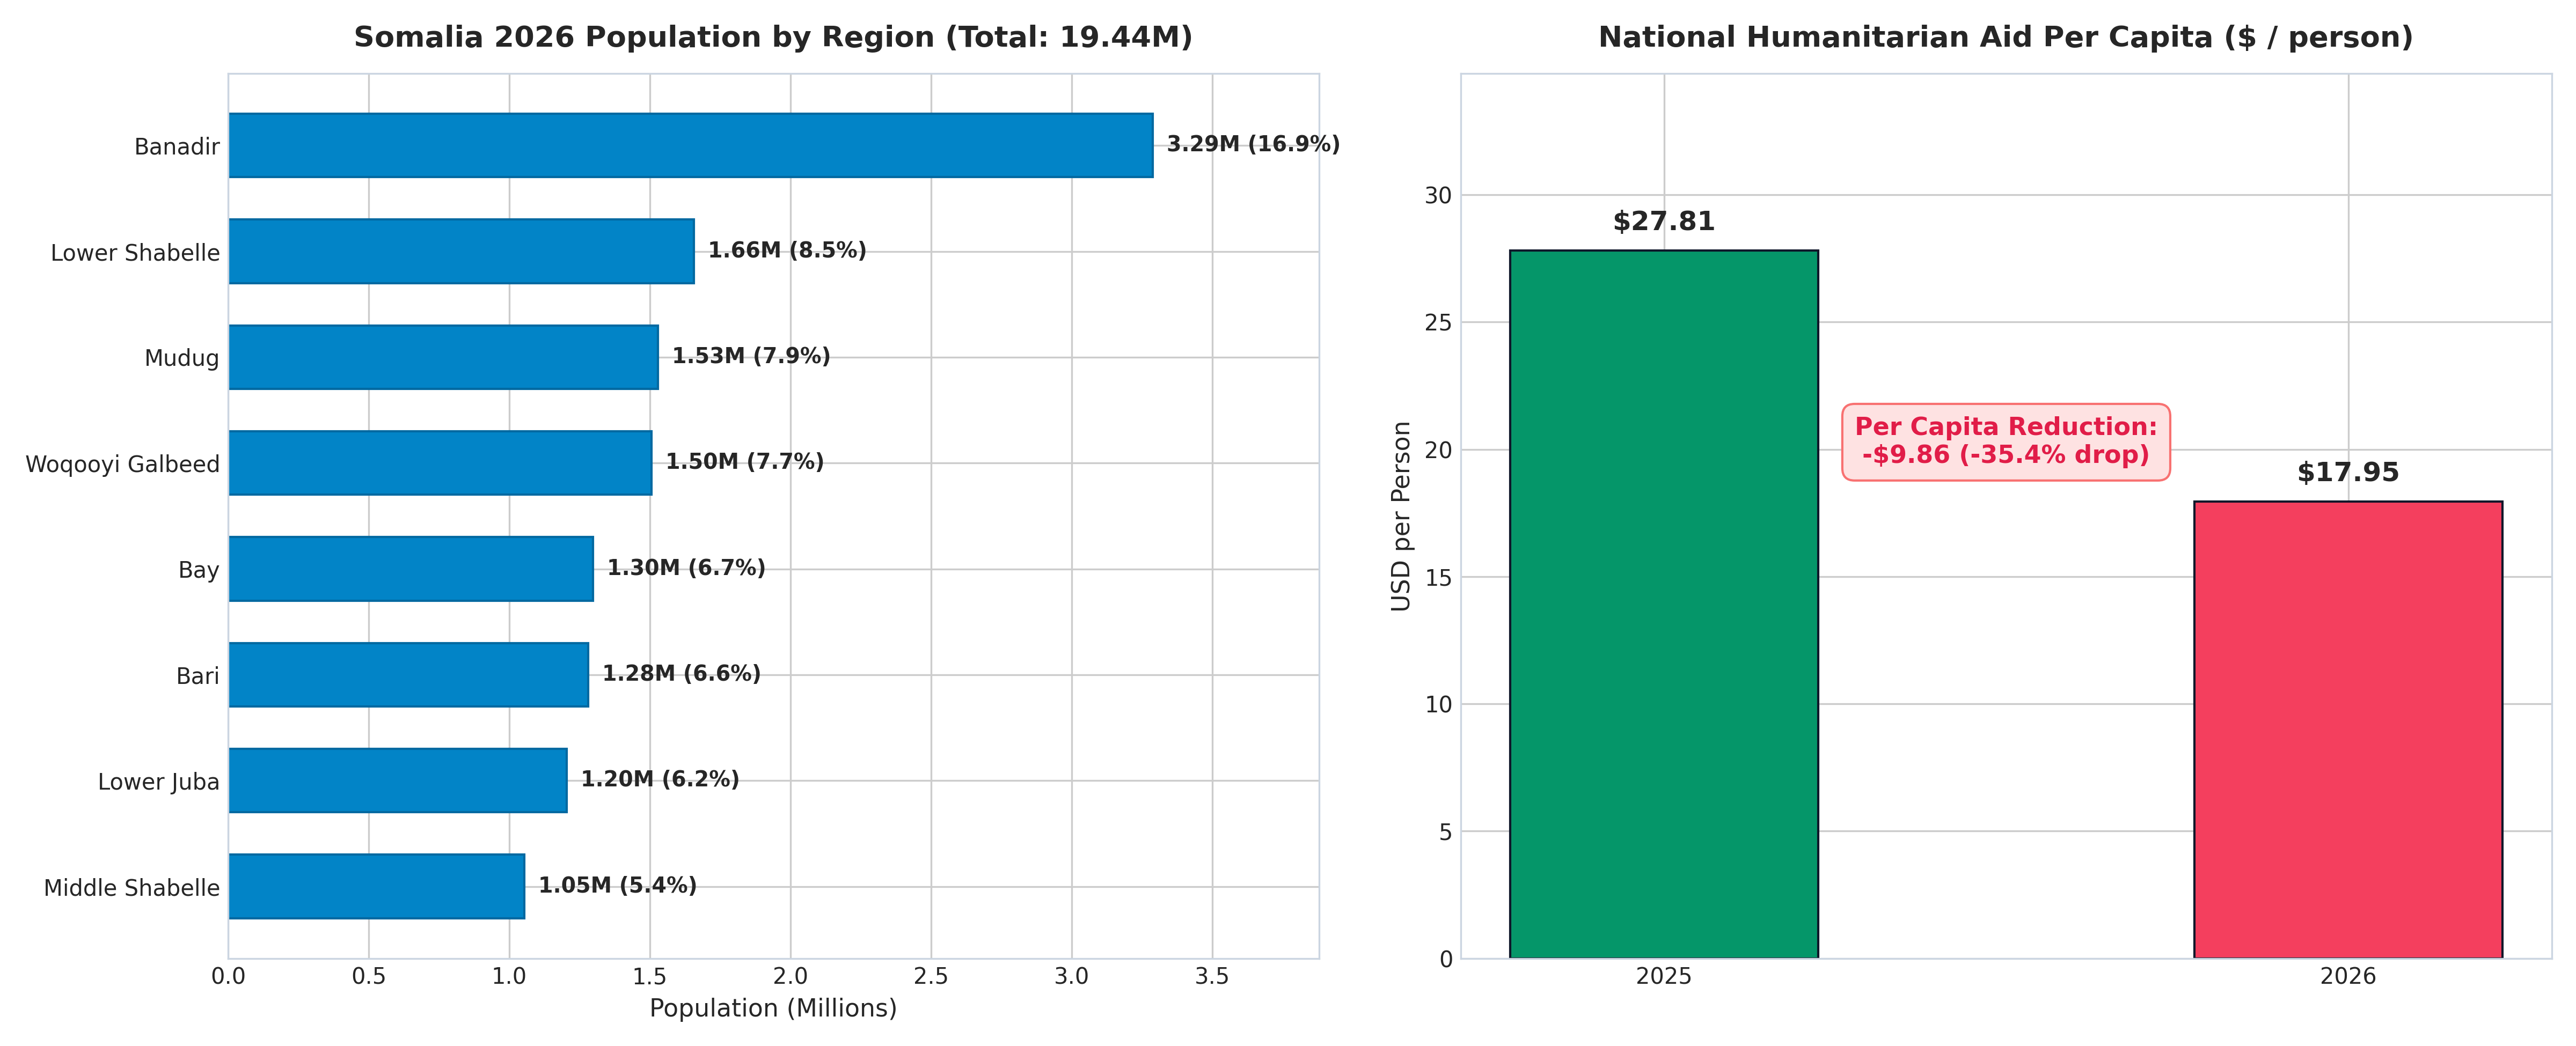 Somalia 2026 Population by Region (Total: 19.44M)
Banadir
3.29M (16.9%)
Lower Shabelle
1.66M (8.5%)
Mudug
1.53M (7.9%)
Woqooyi Galbeed
1.50M (7.7%)
Bay
1.30M (6.7%)
Bari
1.28M (6.6%)
Lower Juba
1.20M (6.2%)
Middle Shabelle
1.05M (5.4%)
0.0 0.5 1.0 1.5 2.0 2.5 3.0 3.5
Population (Millions)
National Humanitarian Aid Per Capita ($ / person)
USD per Person
30
25
20
15
10
5
0
$27.81
Per Capita Reduction:
-$9.86 (-35.4% drop)
$17.95
2025 2026